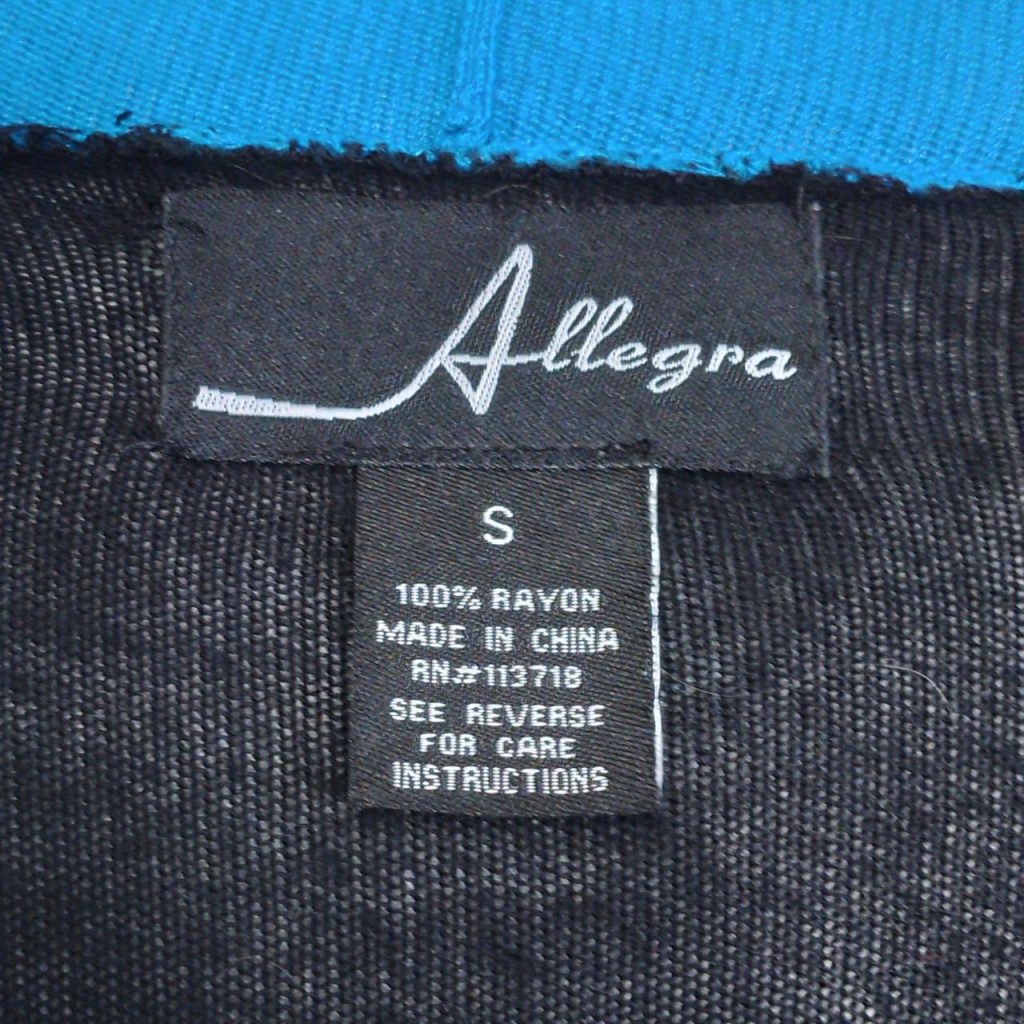 Allegra
S
100% RAYON
MADE IN CHINA
RN#113718
SEE REVERSE
FOR CARE
INSTRUCTIONS